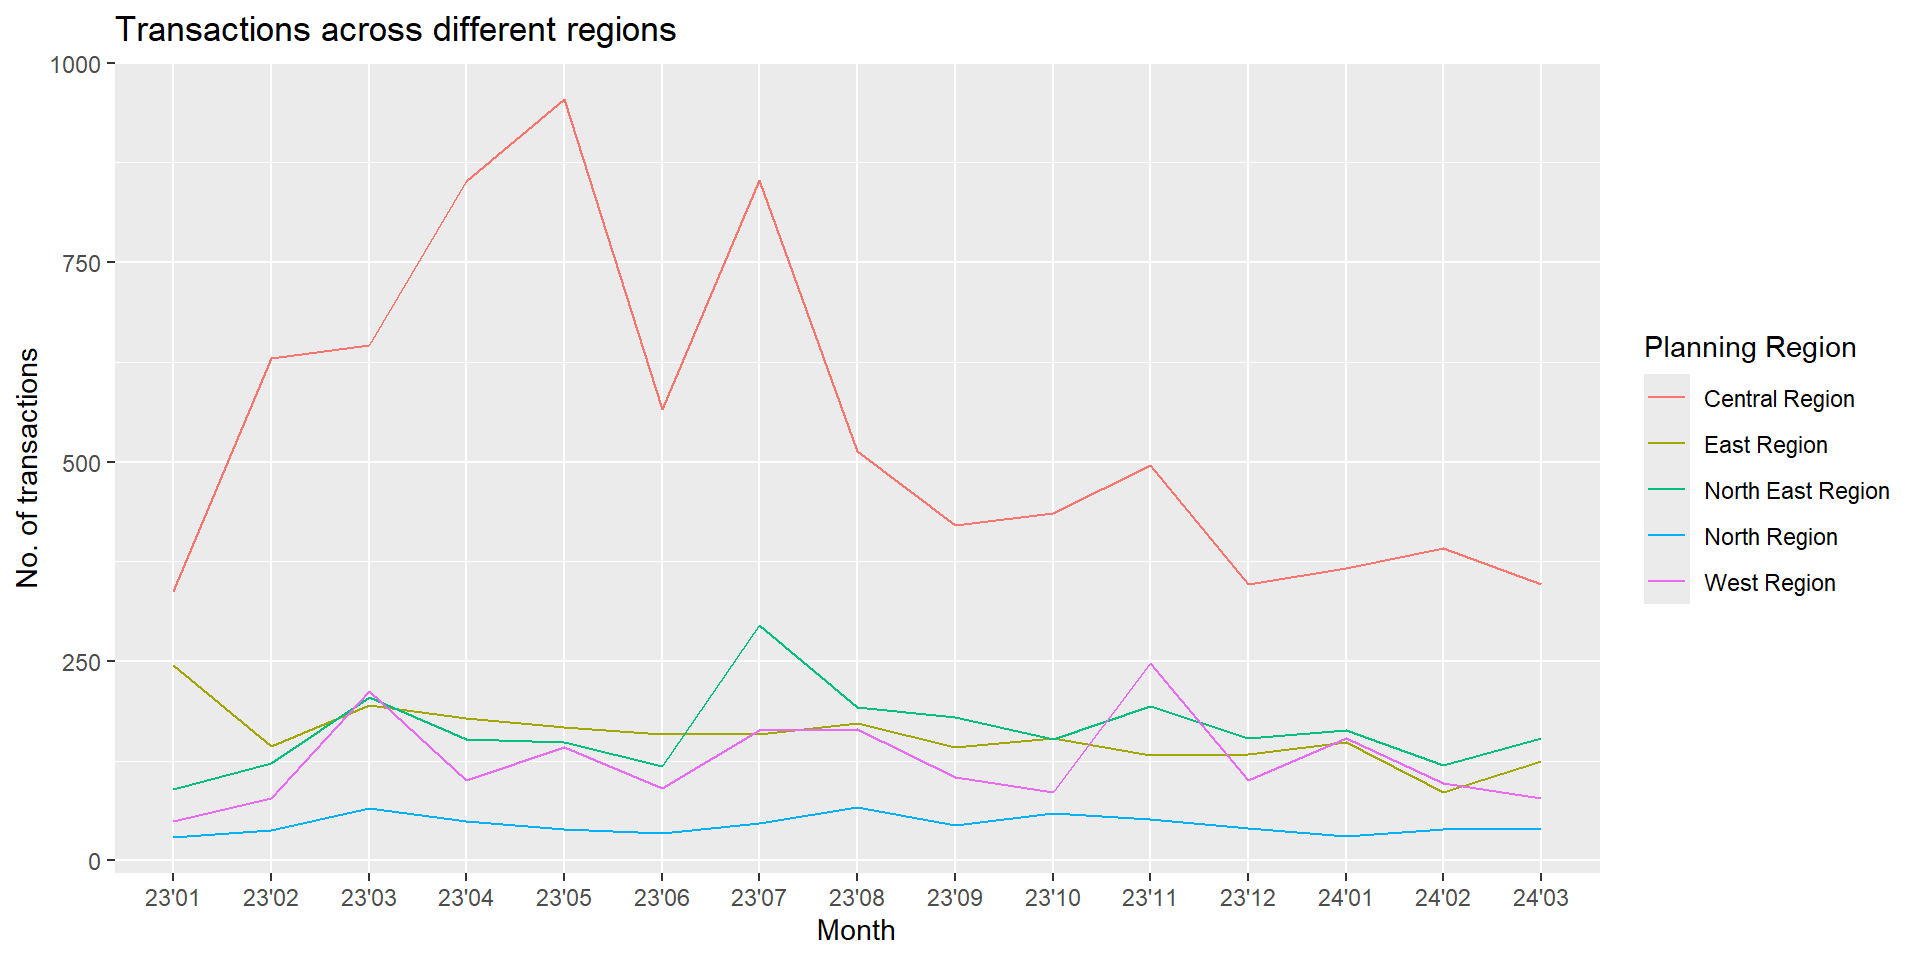 Transactions across different regions
1000
750
500
250
0
No. of transactions
23'01 23'02 23'03 23'04 23'05 23'06 23'07 23'08 23'09 23'10 23'11 23'12 24'01 24'02 24'03
Month
Planning Region
Central Region
East Region
North East Region
North Region
West Region